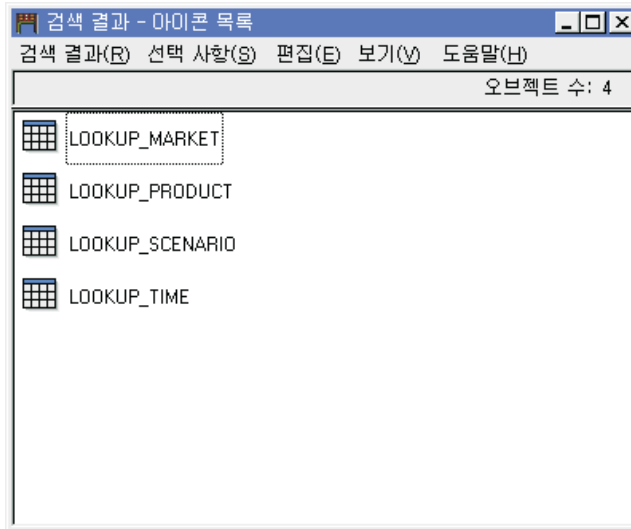 검색 결과 - 아이콘 목록
검색 결과(R) 선택 사항(S) 편집(E) 보기(V) 도움말(H)
오브젝트 수: 4
LOOKUP_MARKET
LOOKUP_PRODUCT
LOOKUP_SCENARIO
LOOKUP_TIME